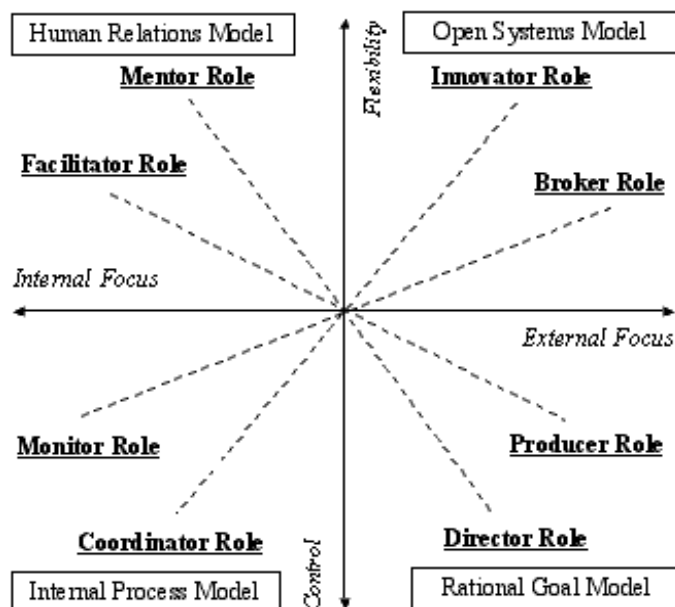 Human Relations Model
Open Systems Model
Mentor Role
Flexibility
Innovator Role
Facilitator Role
Broker Role
Internal Focus
External Focus
Monitor Role
Producer Role
Coordinator Role
Control
Director Role
Internal Process Model
Rational Goal Model